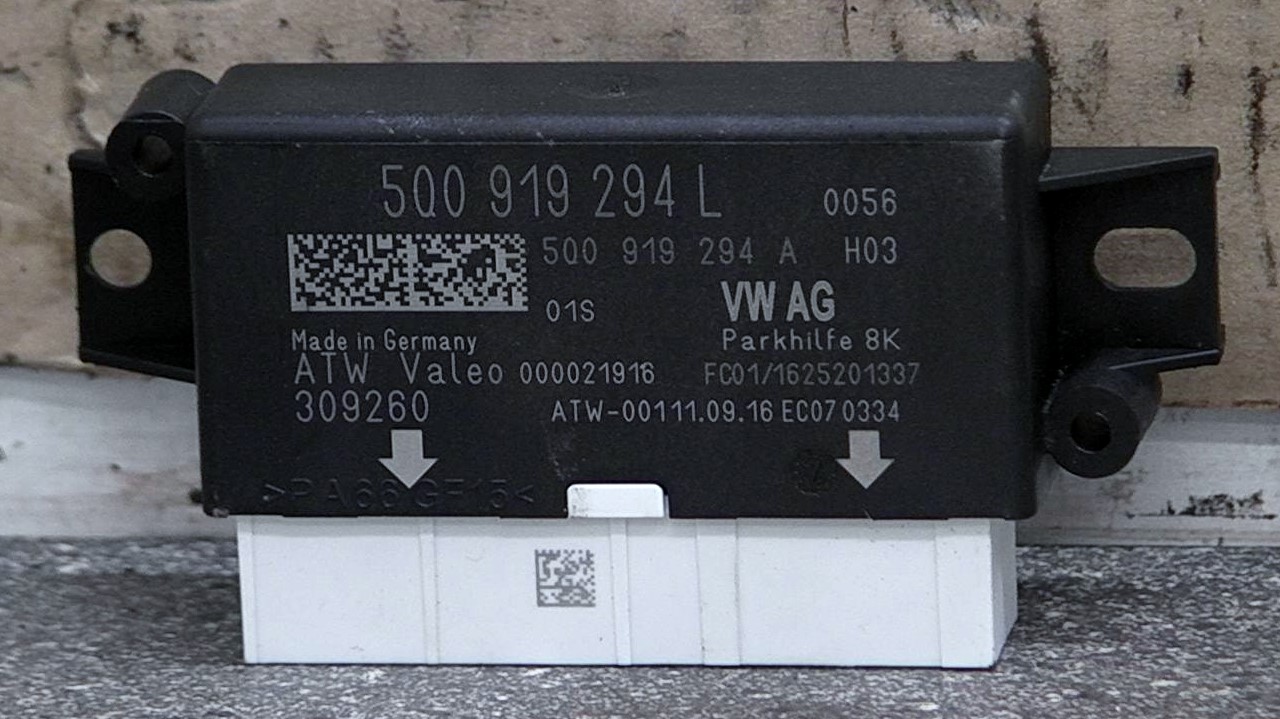 5Q0 919 294 L 0056
5Q0 919 294 A H03
01S VW AG
Made in Germany Parkhilfe 8K
ATW Valeo 000021916 FC01/1625201337
309260 ATW-00111.09.16 EC07 0334
>PA66 GF15<